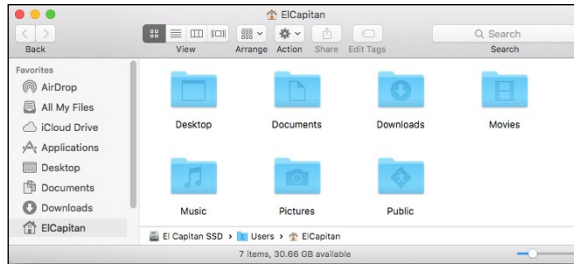 ElCapitan
Back View Arrange Action Share Edit Tags Search Search
Favorites
AirDrop
All My Files
iCloud Drive
Applications
Desktop
Documents
Downloads
ElCapitan
Desktop Documents Downloads Movies
Music Pictures Public
El Capitan SSD › Users › ElCapitan
7 items, 30.66 GB available